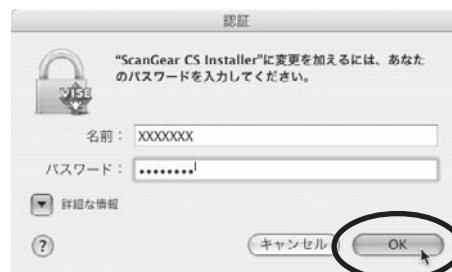 認証
“ScanGear CS Installer”に変更を加えるには、あなた
のパスワードを入力してください。
VISE
名前： XXXXXXX
パスワード： ••••••••
詳細な情報
? キャンセル OK